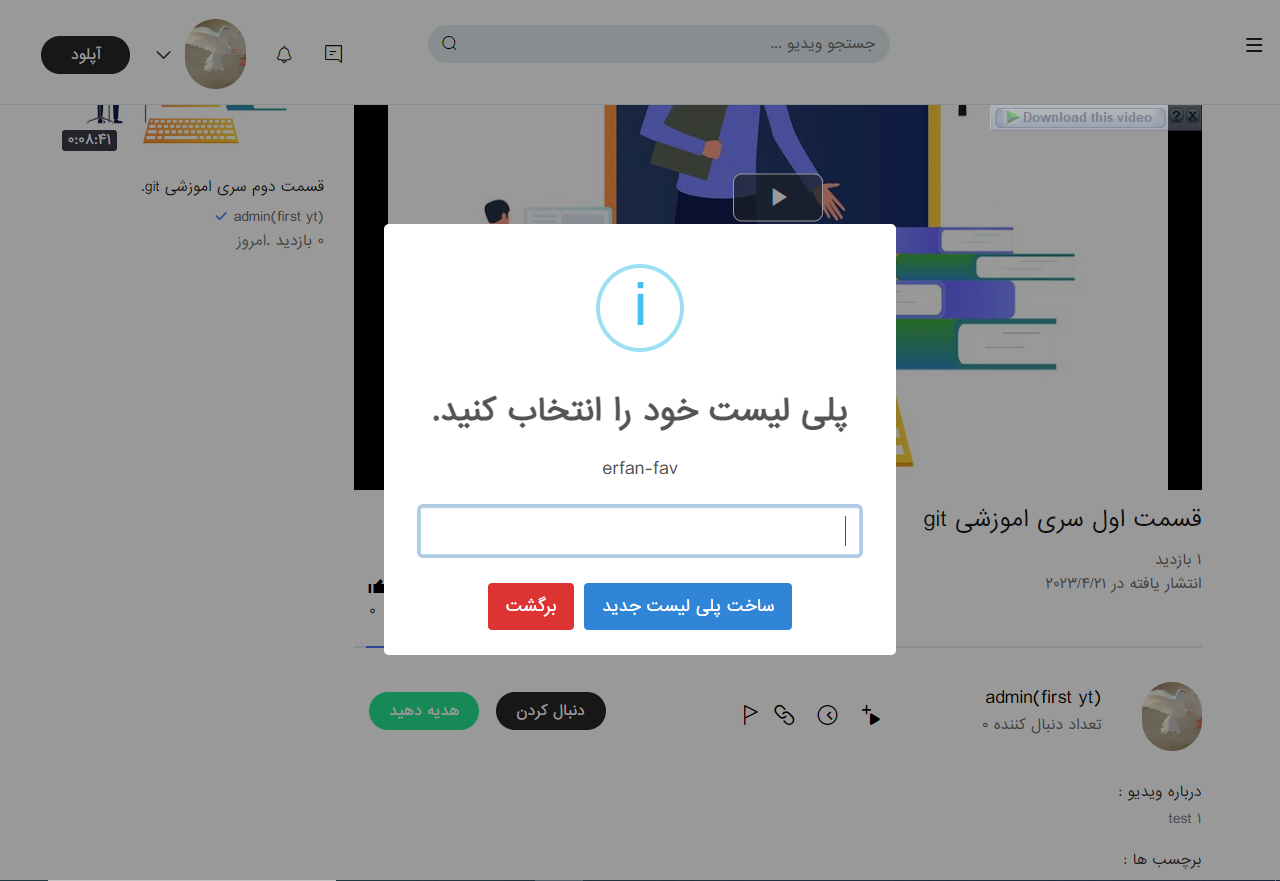 جستجو ویدیو ...
آپلود
Download this video
? X
۰:۰۸:۴۱
قسمت دوم سری اموزشی git.
admin(first yt)
۰ بازدید .امروز
i
پلی لیست خود را انتخاب کنید.
erfan-fav
ساخت پلی لیست جدید
برگشت
قسمت اول سری اموزشی git
۱ بازدید
انتشار یافته در ۲۰۲۳/۴/۲۱
۰
admin(first yt)
تعداد دنبال کننده ۰
دنبال کردن
هدیه دهید
درباره ویدیو :
test ۱
برچسب ها :